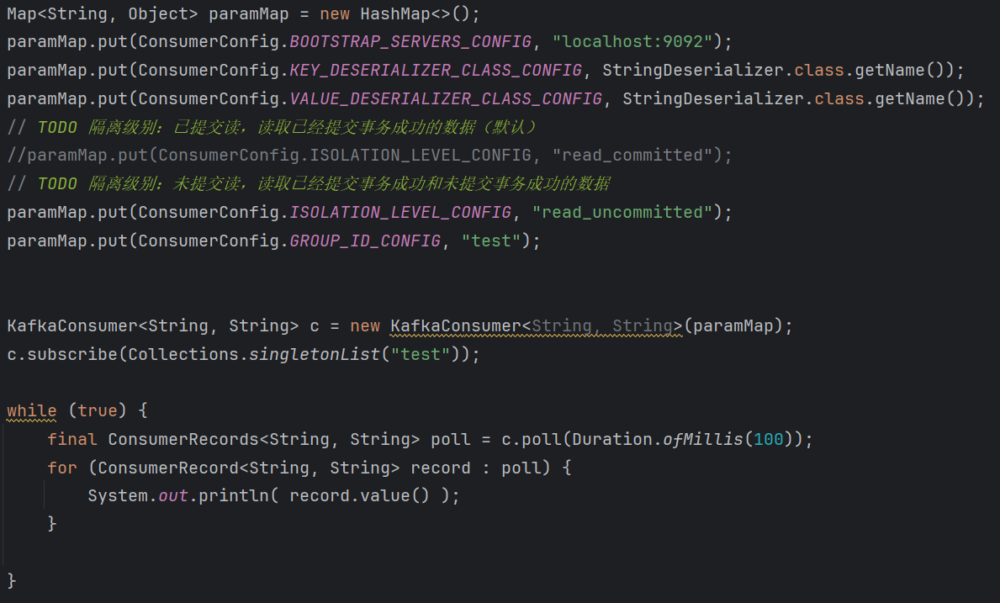 Map<String, Object> paramMap = new HashMap<>();
paramMap.put(ConsumerConfig.BOOTSTRAP_SERVERS_CONFIG, "localhost:9092");
paramMap.put(ConsumerConfig.KEY_DESERIALIZER_CLASS_CONFIG, StringDeserializer.class.getName());
paramMap.put(ConsumerConfig.VALUE_DESERIALIZER_CLASS_CONFIG, StringDeserializer.class.getName());
// TODO 隔离级别：已提交读，读取已经提交事务成功的数据（默认）
//paramMap.put(ConsumerConfig.ISOLATION_LEVEL_CONFIG, "read_committed");
// TODO 隔离级别：未提交读，读取已经提交事务成功和未提交事务成功的数据
paramMap.put(ConsumerConfig.ISOLATION_LEVEL_CONFIG, "read_uncommitted");
paramMap.put(ConsumerConfig.GROUP_ID_CONFIG, "test");
KafkaConsumer<String, String> c = new KafkaConsumer<String, String>(paramMap);
c.subscribe(Collections.singletonList("test"));
while (true) {
    final ConsumerRecords<String, String> poll = c.poll(Duration.ofMillis(100));
    for (ConsumerRecord<String, String> record : poll) {
        System.out.println( record.value() );
    }
}